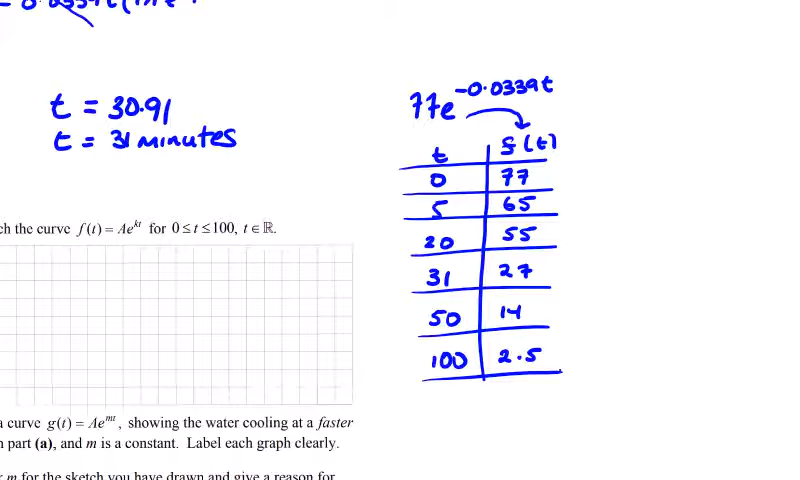 t = 30.91
t = 31 minutes
77e^-0.0339t
t f(t)
0 77
5 65
20 55
31 27
50 14
100 2.5
ch the curve f(t) = Ae^kt for 0 ≤ t ≤ 100, t ∈ ℝ.
a curve g(t) = Ae^mt, showing the water cooling at a faster
n part (a), and m is a constant. Label each graph clearly.
m for the sketch you have drawn and give a reason for